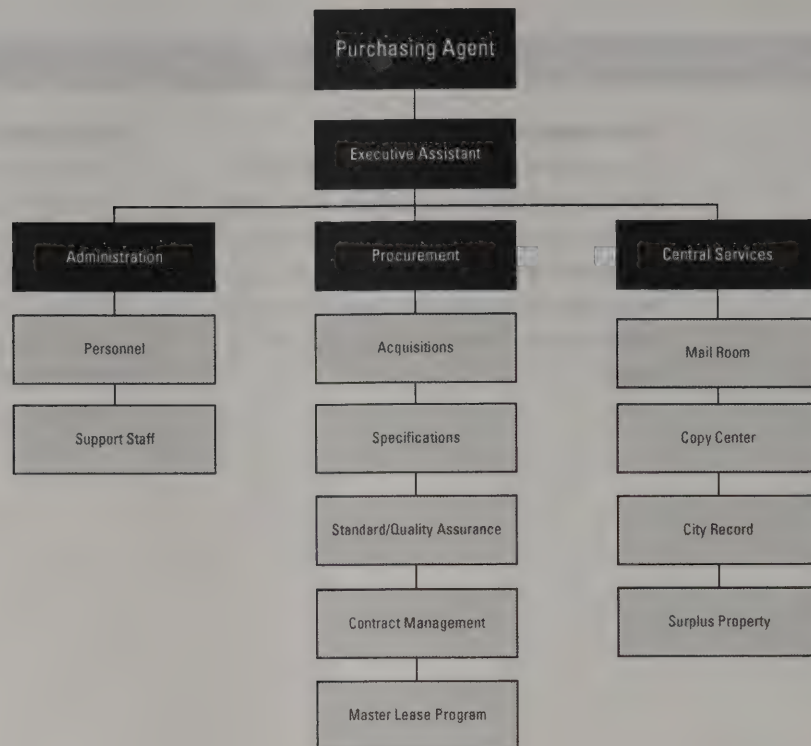 Purchasing Agent
Executive Assistant
Administration
Procurement
Central Services
Personnel
Acquisitions
Mail Room
Support Staff
Specifications
Copy Center
Standard/Quality Assurance
City Record
Contract Management
Surplus Property
Master Lease Program